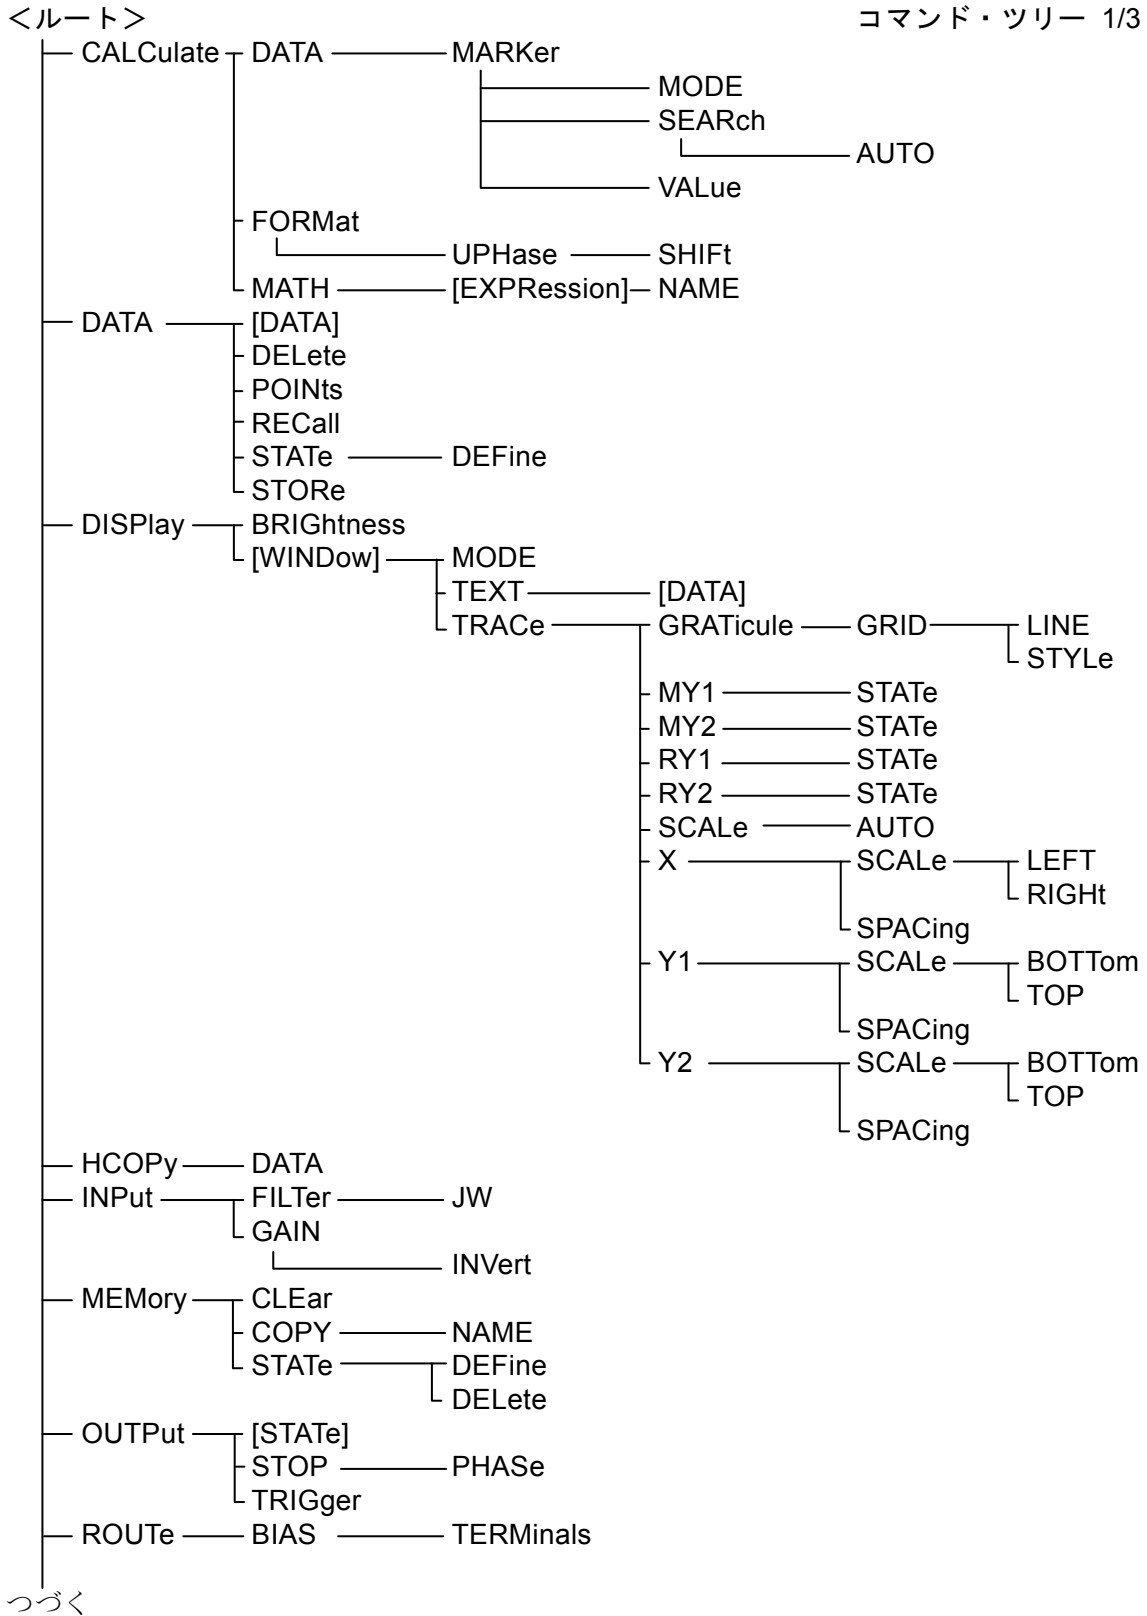 ＜ルート＞ コマンド・ツリー 1/3
CALCulate DATA MARKer
MODE
SEARch
AUTO
VALue
FORMat
UPHase SHIFt
MATH [EXPRession] NAME
DATA [DATA]
DELete
POINts
RECall
STATe DEFine
STORe
DISPlay BRIGhtness
[WINDow] MODE
TEXT [DATA]
TRACe GRATicule GRID LINE
STYLe
MY1 STATe
MY2 STATe
RY1 STATe
RY2 STATe
SCALe AUTO
X SCALe LEFT
RIGHt
SPACing
Y1 SCALe BOTTom
TOP
SPACing
Y2 SCALe BOTTom
TOP
SPACing
HCOPy DATA
INPut FILTer JW
GAIN
INVert
MEMory CLEar
COPY NAME
STATe DEFine
DELete
OUTPut [STATe]
STOP PHASe
TRIGger
ROUTe BIAS TERMinals
つづく